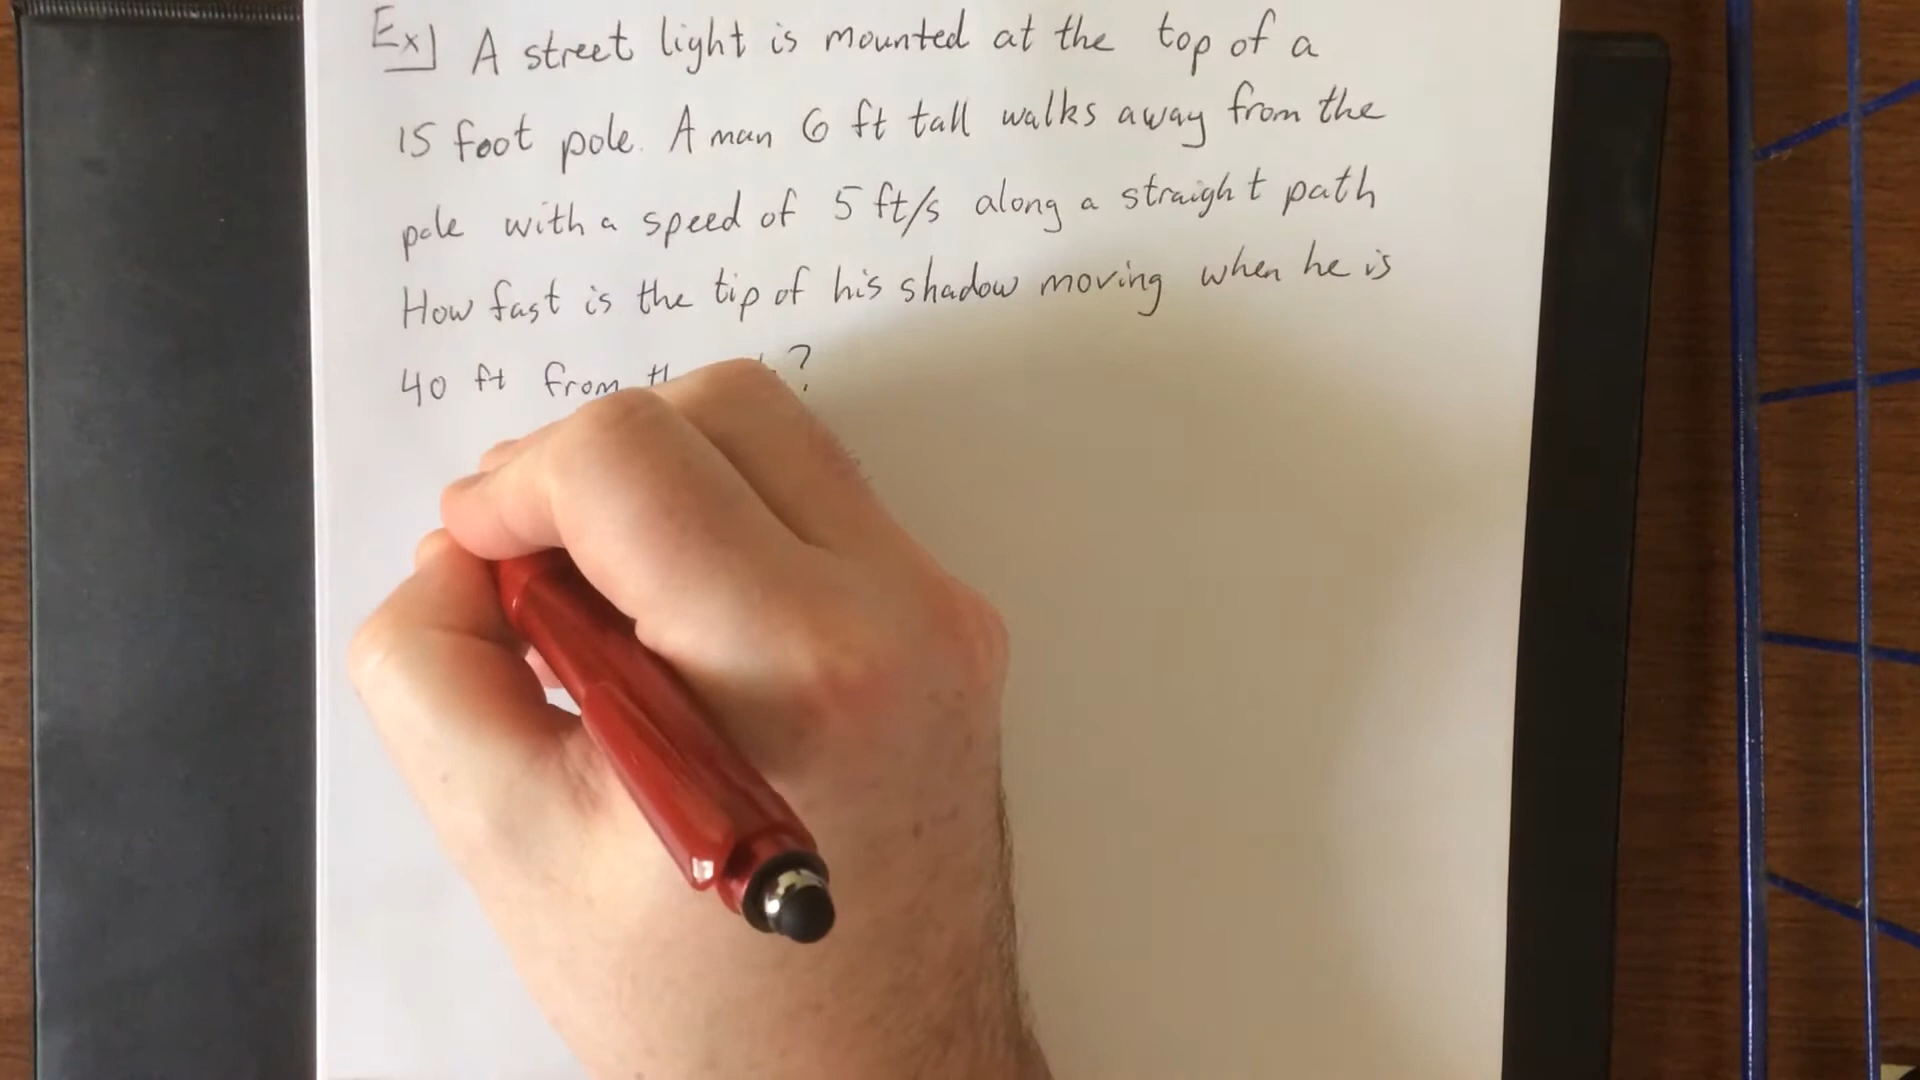 Ex] A street light is mounted at the top of a
15 foot pole. A man 6 ft tall walks away from the
pole with a speed of 5 ft/s along a straight path
How fast is the tip of his shadow moving when he is
40 ft from ?